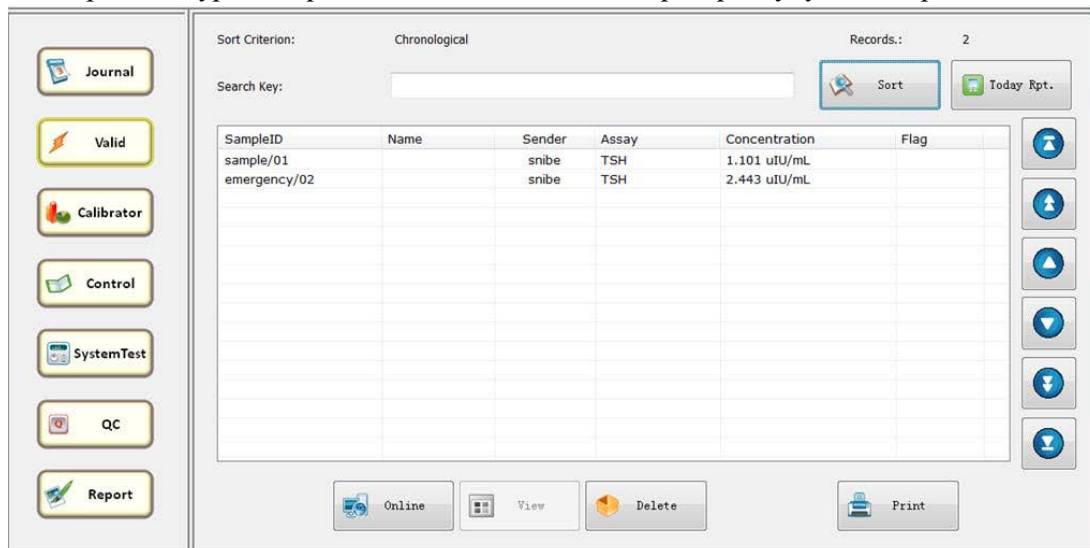 Journal
Valid
Calibrator
Control
SystemTest
QC
Report
Sort Criterion: Chronological Records.: 2
Search Key: Sort Today Rpt.
SampleID Name Sender Assay Concentration Flag
sample/01 snibe TSH 1.101 uIU/mL
emergency/02 snibe TSH 2.443 uIU/mL
Online View Delete Print